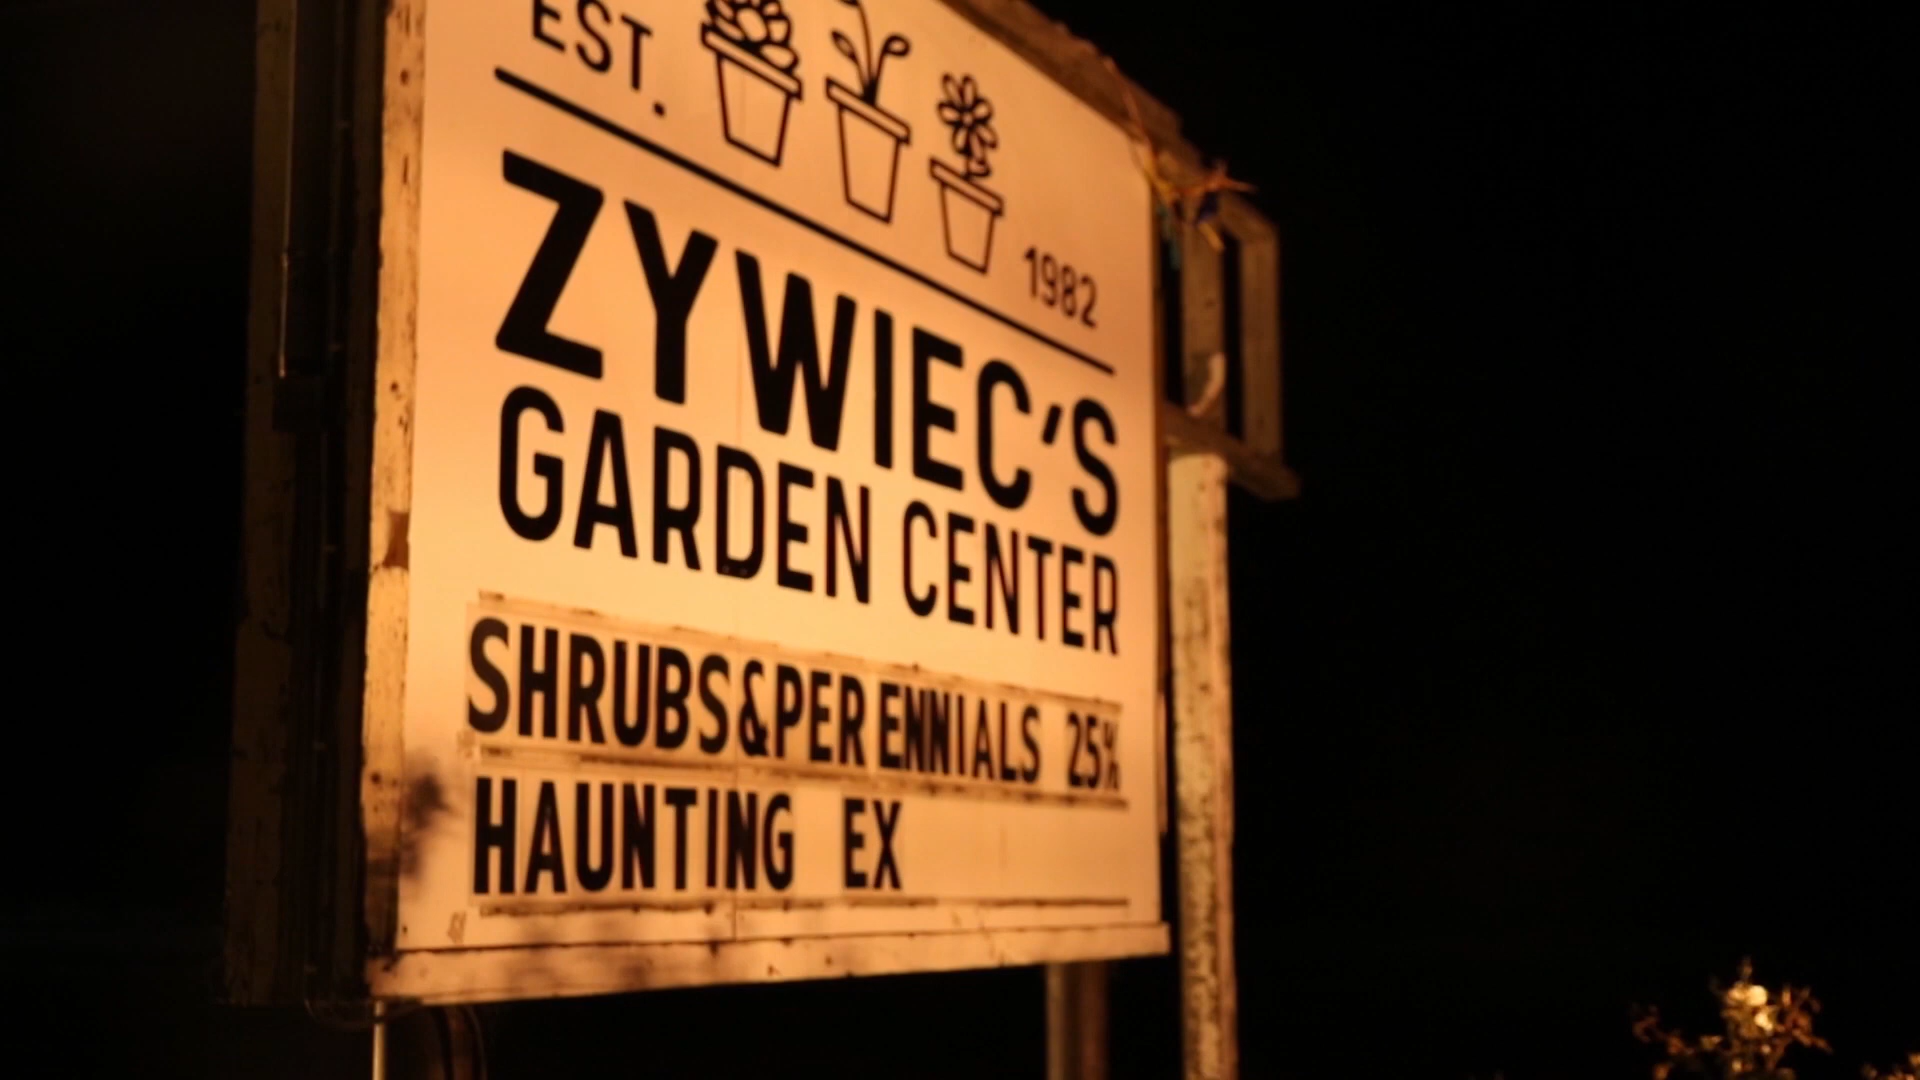 EST. 1982
ZYWIEC'S
GARDEN CENTER
SHRUBS&PERENNIALS 25%
HAUNTING EX